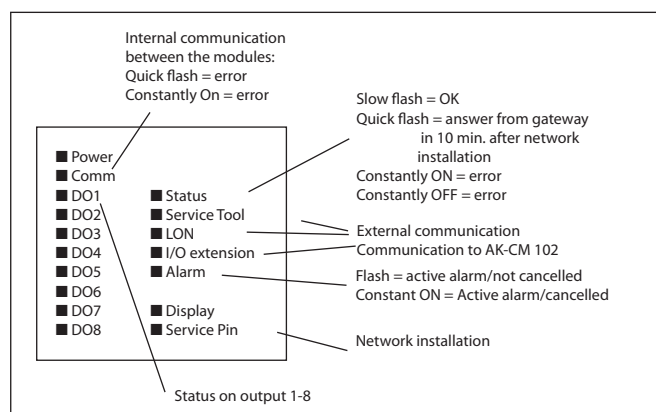 Internal communication
between the modules:
Quick flash = error
Constantly On = error
Slow flash = OK
Quick flash = answer from gateway
in 10 min. after network
installation
Constantly ON = error
Constantly OFF = error
■ Power
■ Comm
■ DO1
■ DO2
■ DO3
■ DO4
■ DO5
■ DO6
■ DO7
■ DO8
■ Status
■ Service Tool
■ LON
■ I/O extension
■ Alarm
■ Display
■ Service Pin
External communication
Communication to AK-CM 102
Flash = active alarm/not cancelled
Constant ON = Active alarm/cancelled
Network installation
Status on output 1-8